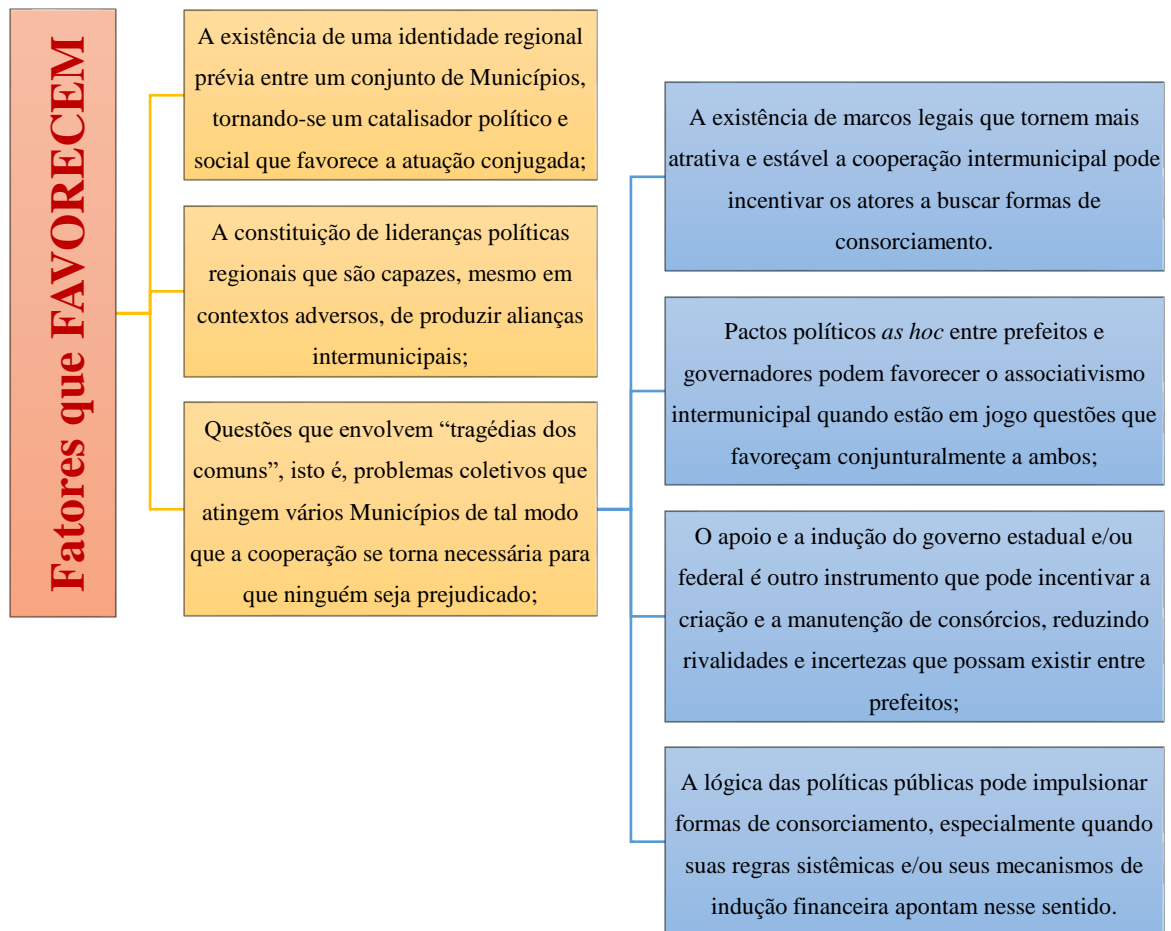 Fatores que FAVORECEM
A existência de uma identidade regional
prévia entre um conjunto de Municípios,
tornando-se um catalisador político e
social que favorece a atuação conjugada;
A constituição de lideranças políticas
regionais que são capazes, mesmo em
contextos adversos, de produzir alianças
intermunicipais;
Questões que envolvem “tragédias dos
comuns”, isto é, problemas coletivos que
atingem vários Municípios de tal modo
que a cooperação se torna necessária para
que ninguém seja prejudicado;
A existência de marcos legais que tornem mais
atrativa e estável a cooperação intermunicipal pode
incentivar os atores a buscar formas de
consorciamento.
Pactos políticos as hoc entre prefeitos e
governadores podem favorecer o associativismo
intermunicipal quando estão em jogo questões que
favoreçam conjunturalmente a ambos;
O apoio e a indução do governo estadual e/ou
federal é outro instrumento que pode incentivar a
criação e a manutenção de consórcios, reduzindo
rivalidades e incertezas que possam existir entre
prefeitos;
A lógica das políticas públicas pode impulsionar
formas de consorciamento, especialmente quando
suas regras sistêmicas e/ou seus mecanismos de
indução financeira apontam nesse sentido.